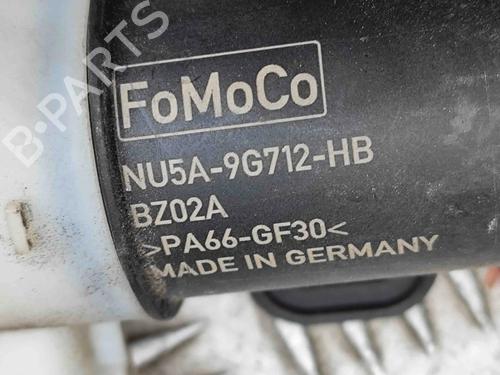 B-PARTS
FoMoCo
NU5A-9G712-HB
BZ02A
>PA66-GF30<
MADE IN GERMANY